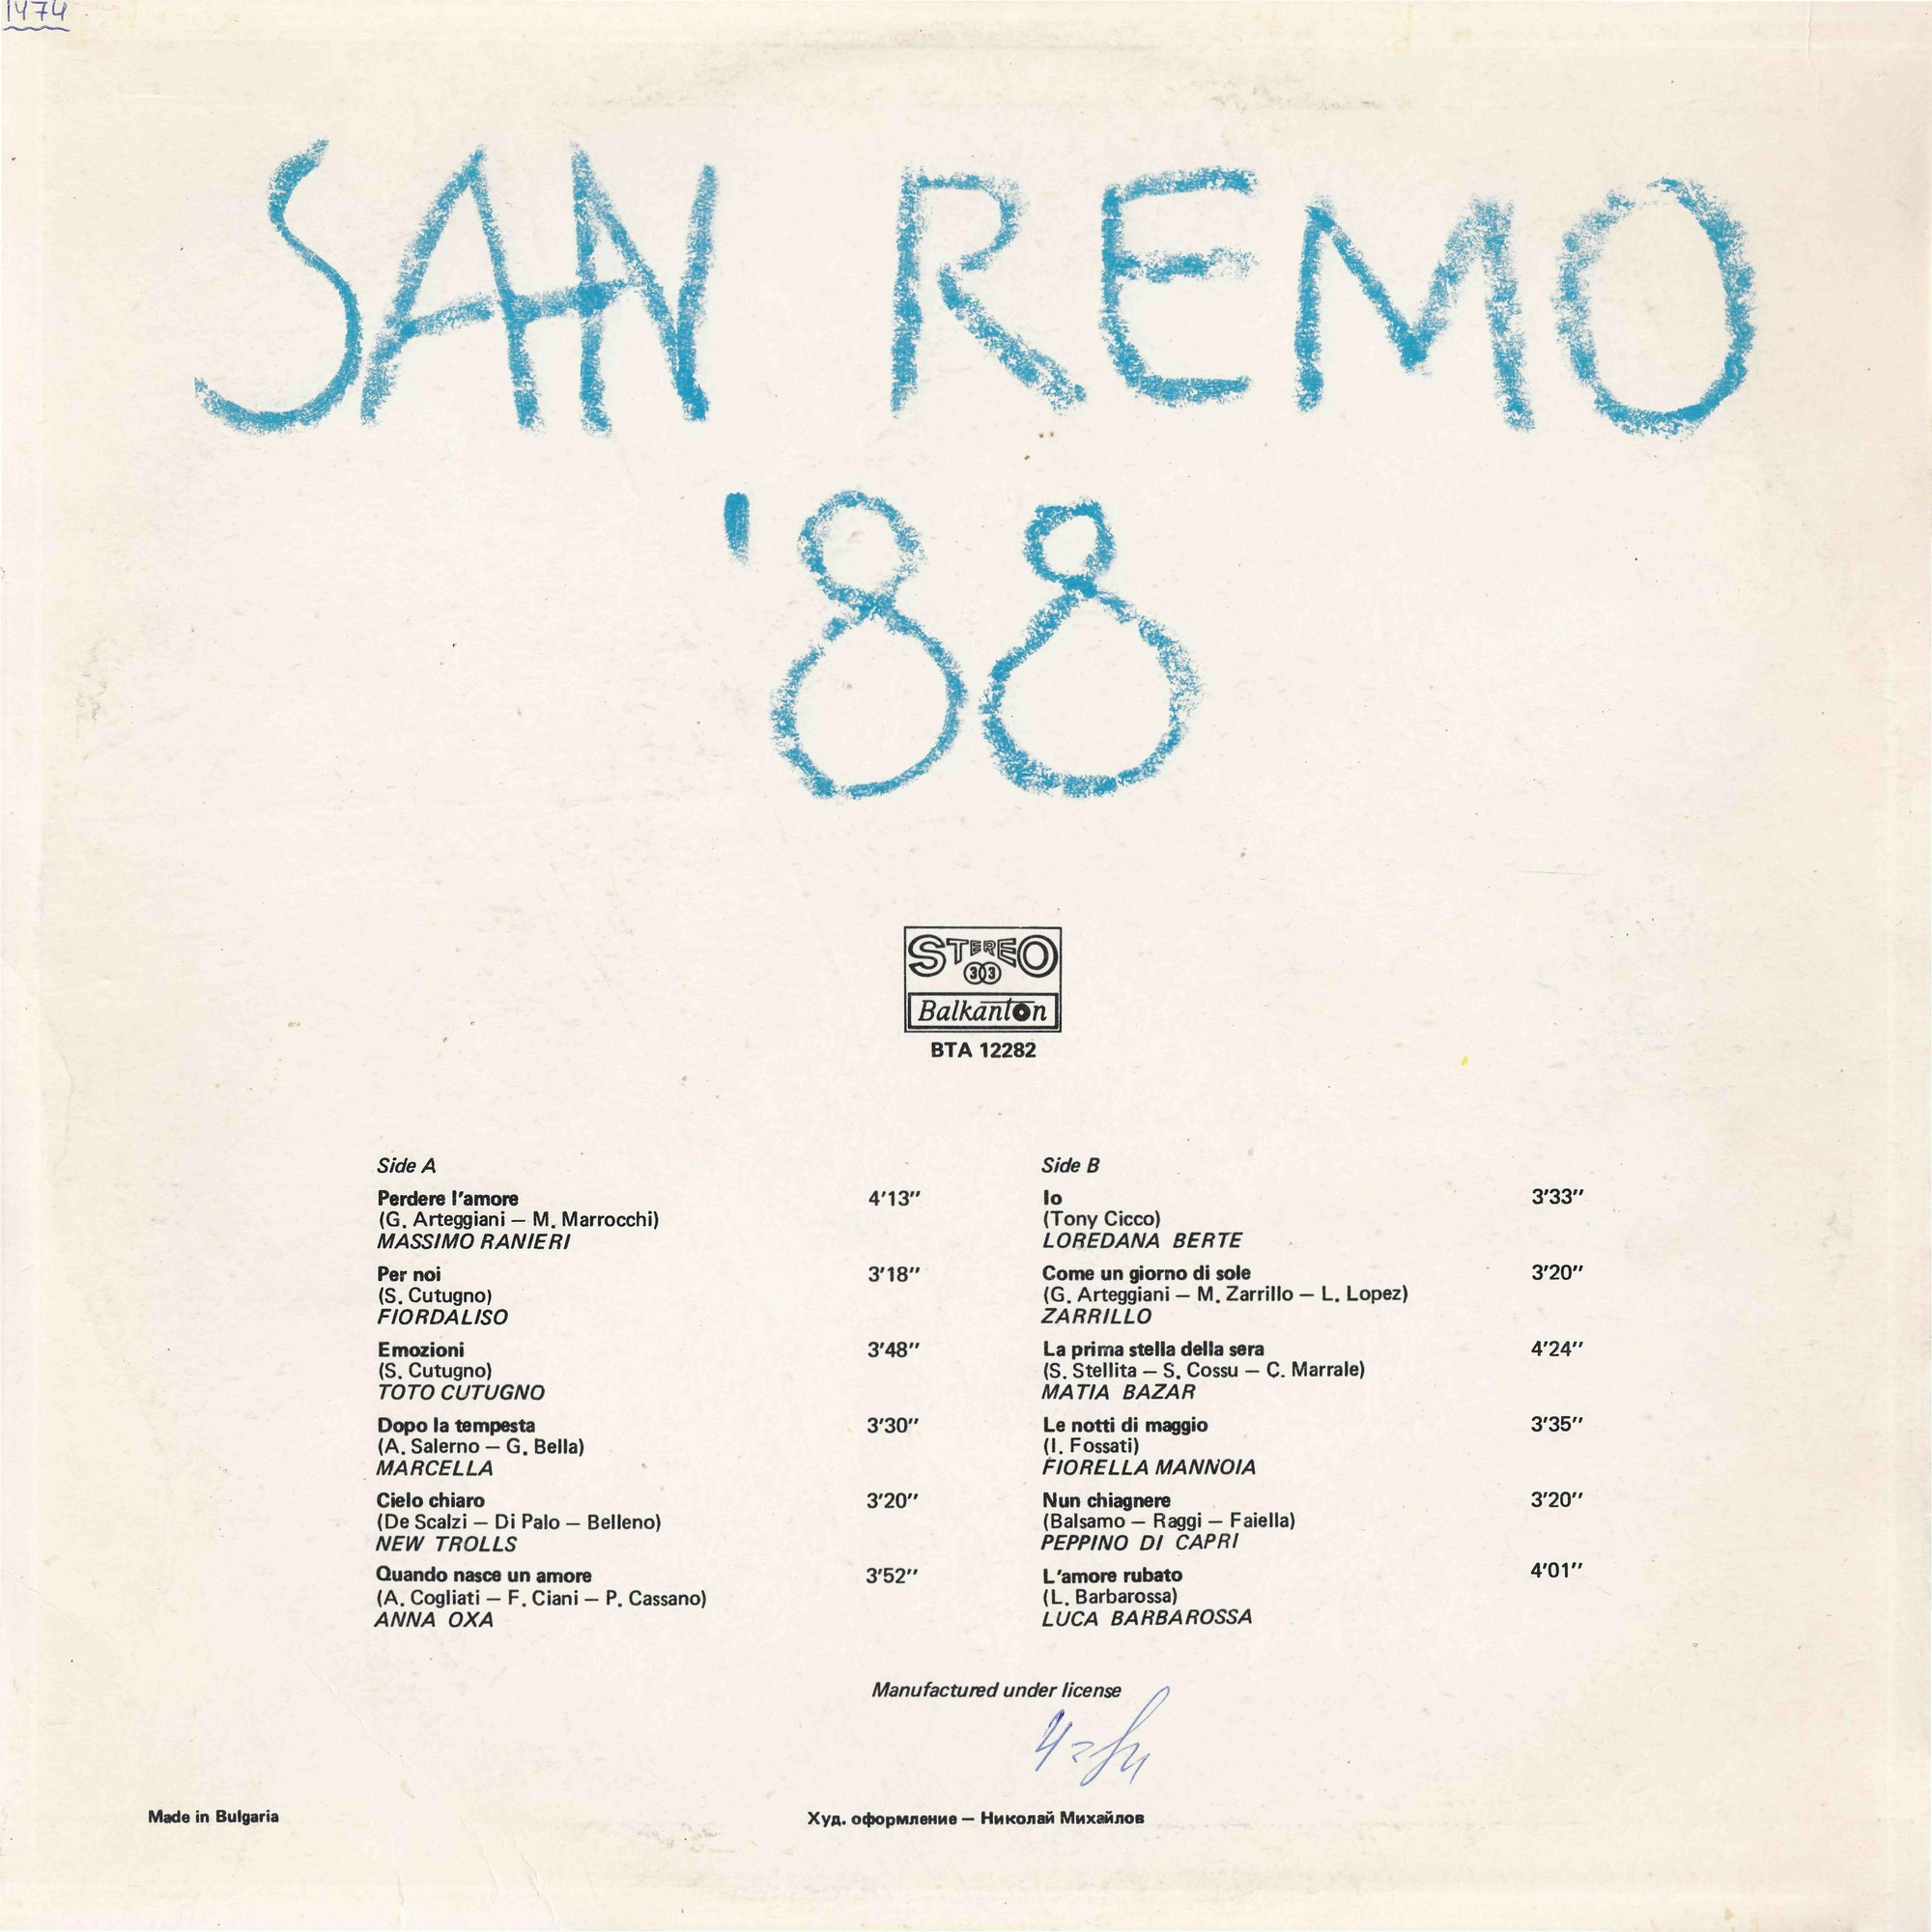 1474
SAN REMO
'88
STEREO
33
Balkanton
BTA 12282
Side A
Perdere l'amore 4'13''
(G. Arteggiani — M. Marrocchi)
MASSIMO RANIERI
Per noi 3'18''
(S. Cutugno)
FIORDALISO
Emozioni 3'48''
(S. Cutugno)
TOTO CUTUGNO
Dopo la tempesta 3'30''
(A. Salerno — G. Bella)
MARCELLA
Cielo chiaro 3'20''
(De Scalzi — Di Palo — Belleno)
NEW TROLLS
Quando nasce un amore 3'52''
(A. Cogliati — F. Ciani — P. Cassano)
ANNA OXA
Side B
Io 3'33''
(Tony Cicco)
LOREDANA BERTE
Come un giorno di sole 3'20''
(G. Arteggiani — M. Zarrillo — L. Lopez)
ZARRILLO
La prima stella della sera 4'24''
(S. Stellita — S. Cossu — C. Marrale)
MATIA BAZAR
Le notti di maggio 3'35''
(I. Fossati)
FIORELLA MANNOIA
Nun chiagnere 3'20''
(Balsamo — Raggi — Faiella)
PEPPINO DI CAPRI
L'amore rubato 4'01''
(L. Barbarossa)
LUCA BARBAROSSA
Manufactured under license
Made in Bulgaria
Худ. оформление — Николай Михайлов